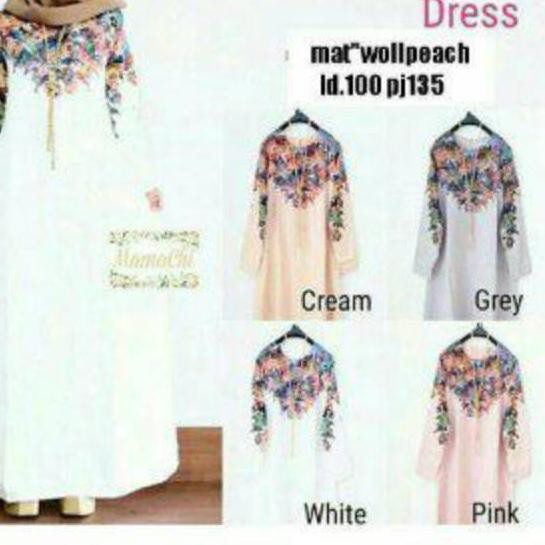 Dress
mat"wollpeach
ld.100 pj135
MamaChi
Cream
Grey
White
Pink